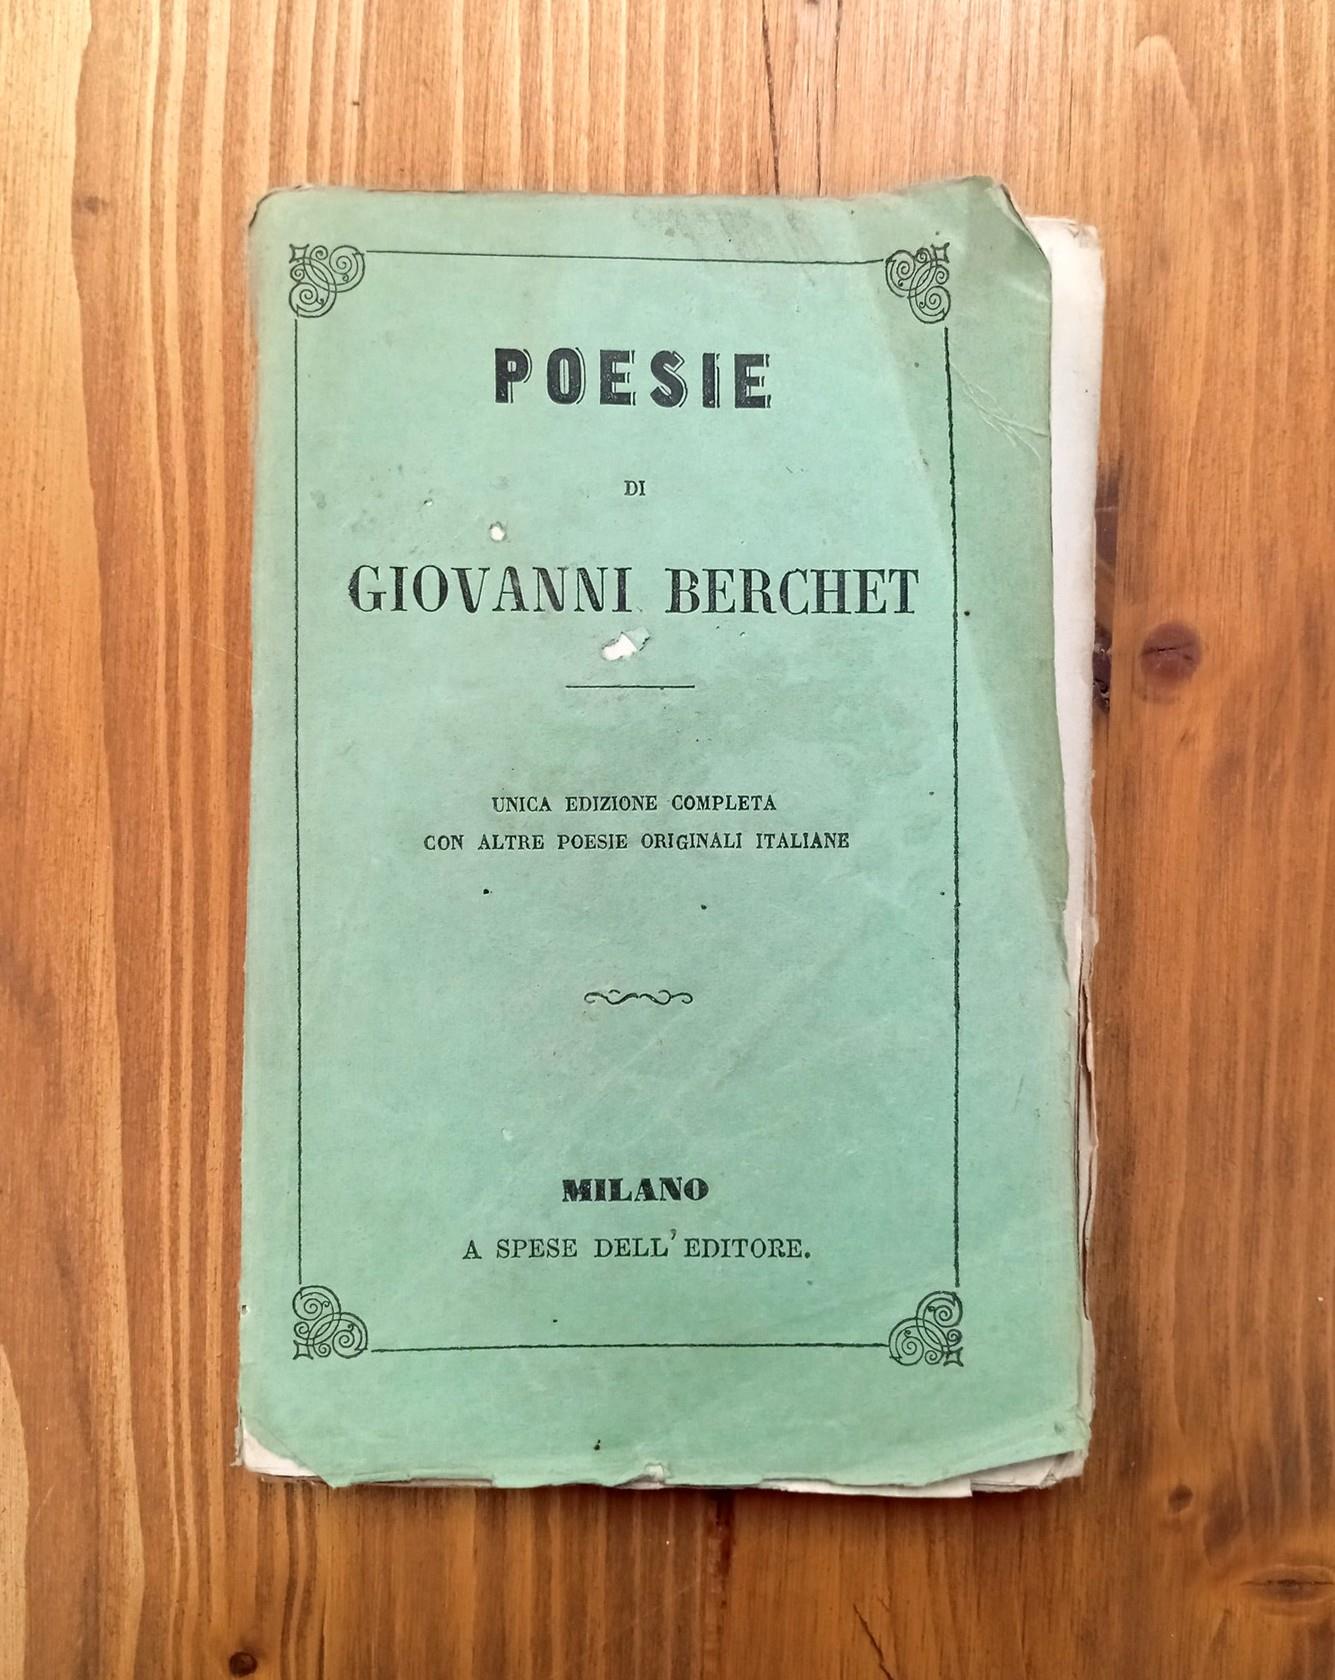 POESIE
DI
GIOVANNI BERCHET
UNICA EDIZIONE COMPLETA
CON ALTRE POESIE ORIGINALI ITALIANE
MILANO
A SPESE DELL' EDITORE.